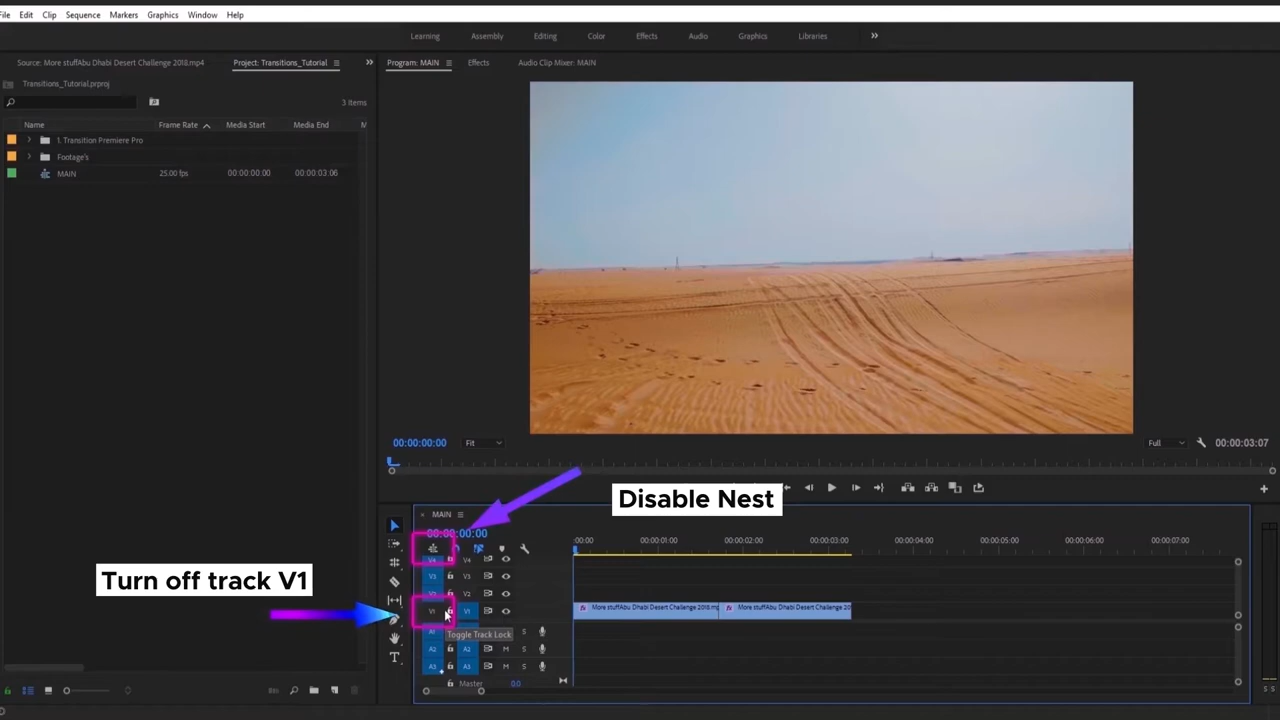 File Edit Clip Sequence Markers Graphics Window Help
Learning Assembly Editing Color Effects Audio Graphics Libraries
Source: More stuffAbu Dhabi Desert Challenge 2018.mp4 Project: Transitions_Tutorial
Program: MAIN Effects Audio Clip Mixer: MAIN
Transitions_Tutorial.prproj
3 Items
Name Frame Rate Media Start Media End M
1. Transition Premiere Pro
Footage's
MAIN 25.00 fps 00:00:00:00 00:00:03:06
00:00:00:00 Fit Full 00:00:03:07
Disable Nest
MAIN
00:00:00:00
:00:00 00:00:01:00 00:00:02:00 00:00:03:00 00:00:04:00 00:00:05:00 00:00:06:00 00:00:07:00
V4 V4
V3 V3
V2 V2
Turn off track V1
V1 V1
More stuffAbu Dhabi Desert Challenge 2018.mp More stuffAbu Dhabi Desert Challenge 20
A1 S
Toggle Track Lock
A2 A2 M S
A3 A3 M S
Master 0.0
S S